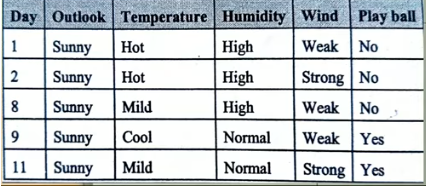 Day Outlook Temperature Humidity Wind Play ball
1 Sunny Hot High Weak No
2 Sunny Hot High Strong No
8 Sunny Mild High Weak No
9 Sunny Cool Normal Weak Yes
11 Sunny Mild Normal Strong Yes